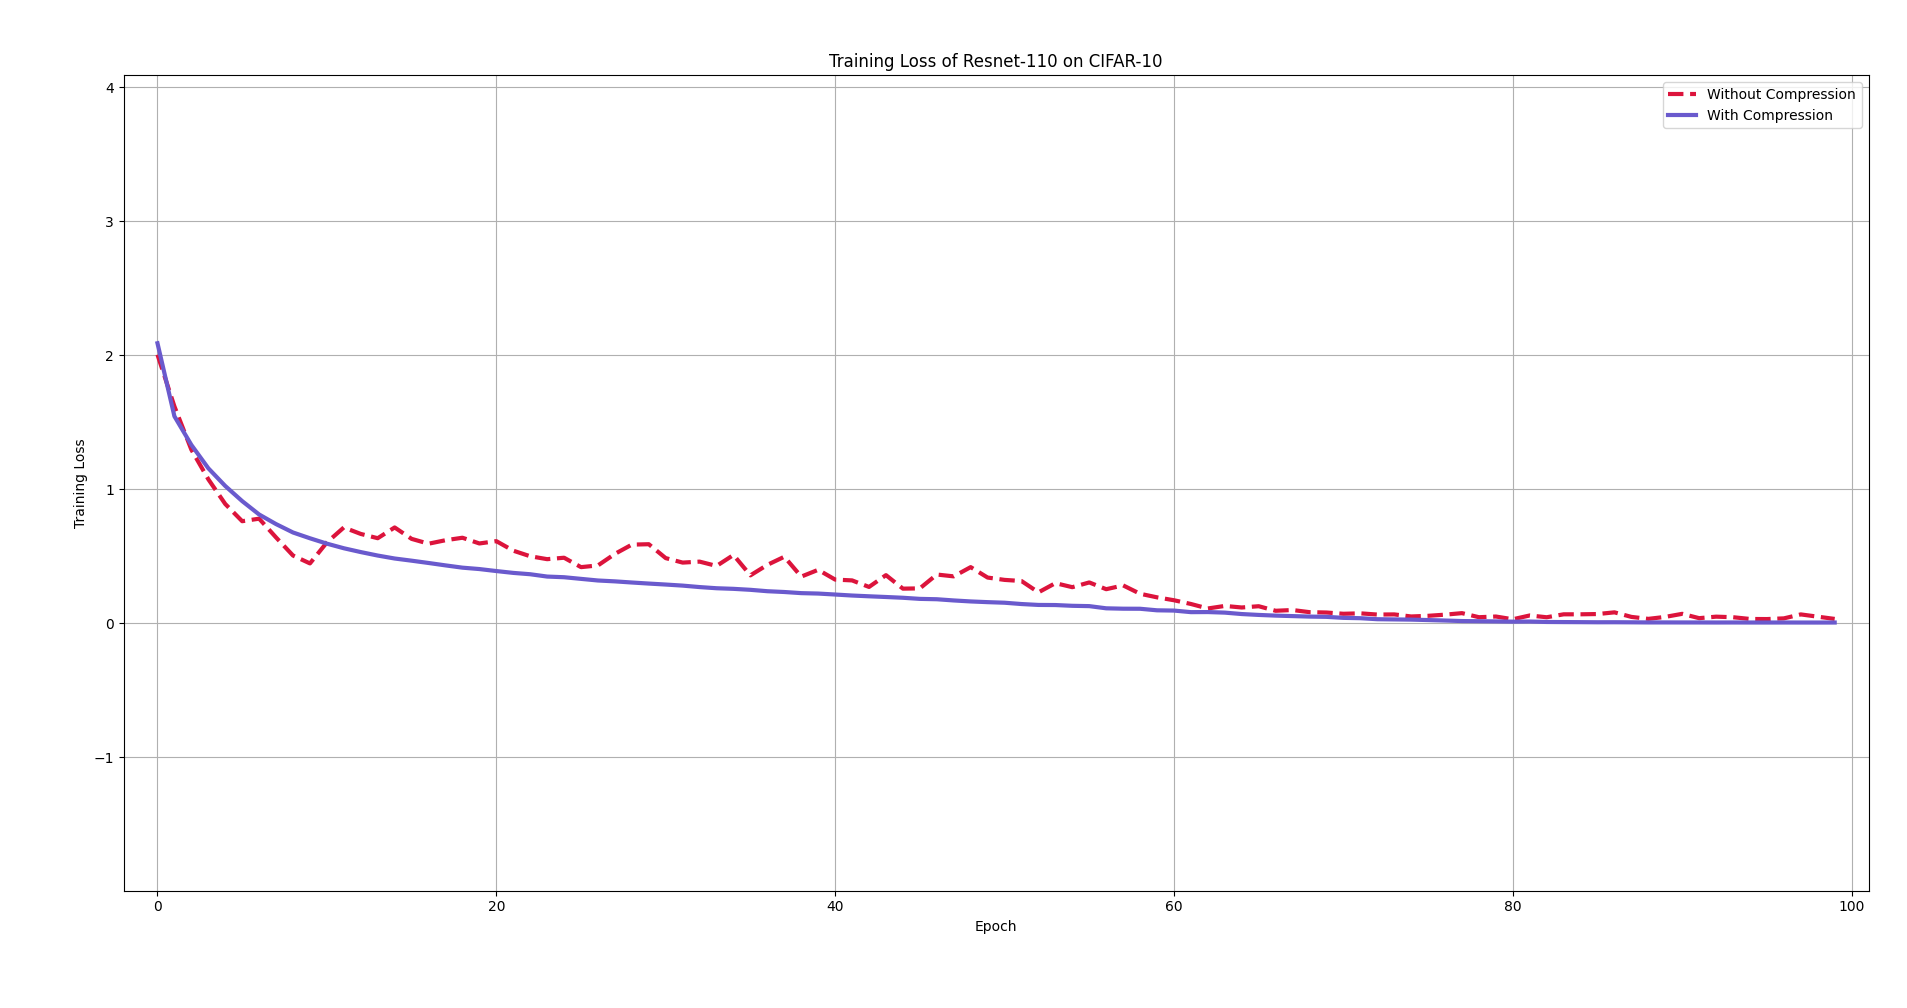 Training Loss of Resnet-110 on CIFAR-10
Without Compression
With Compression
4
3
2
1
0
−1
Training Loss
0 20 40 60 80 100
Epoch